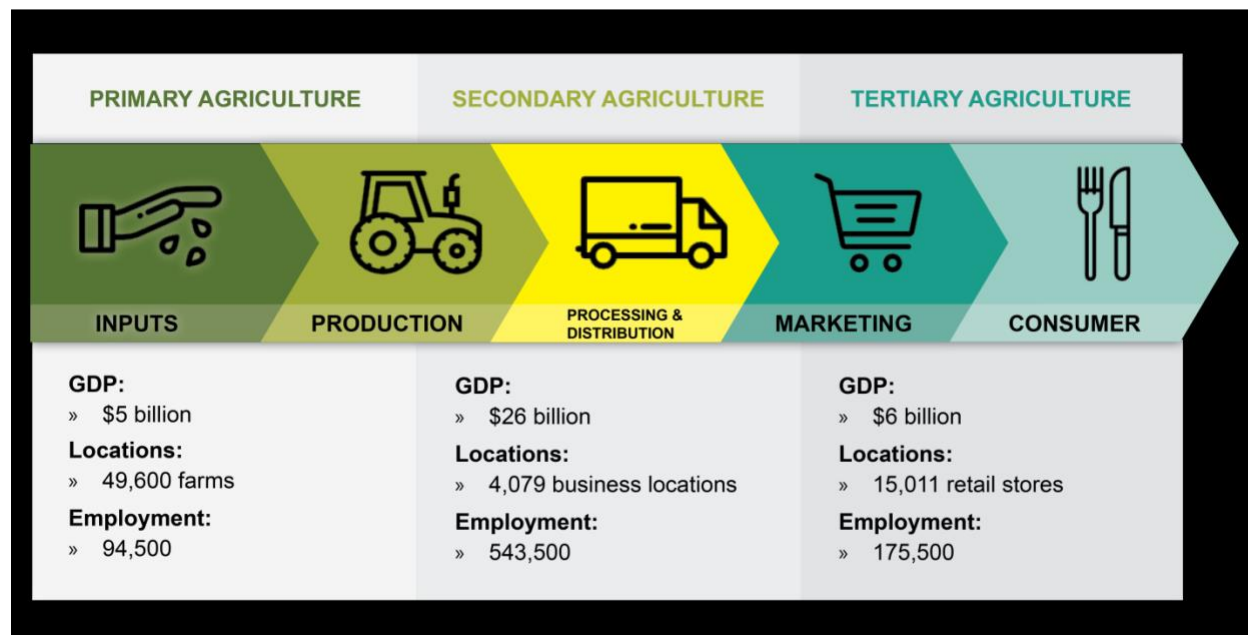 PRIMARY AGRICULTURE
SECONDARY AGRICULTURE
TERTIARY AGRICULTURE
INPUTS
PRODUCTION
PROCESSING &
DISTRIBUTION
MARKETING
CONSUMER
GDP:
» $5 billion
Locations:
» 49,600 farms
Employment:
» 94,500
GDP:
» $26 billion
Locations:
» 4,079 business locations
Employment:
» 543,500
GDP:
» $6 billion
Locations:
» 15,011 retail stores
Employment:
» 175,500